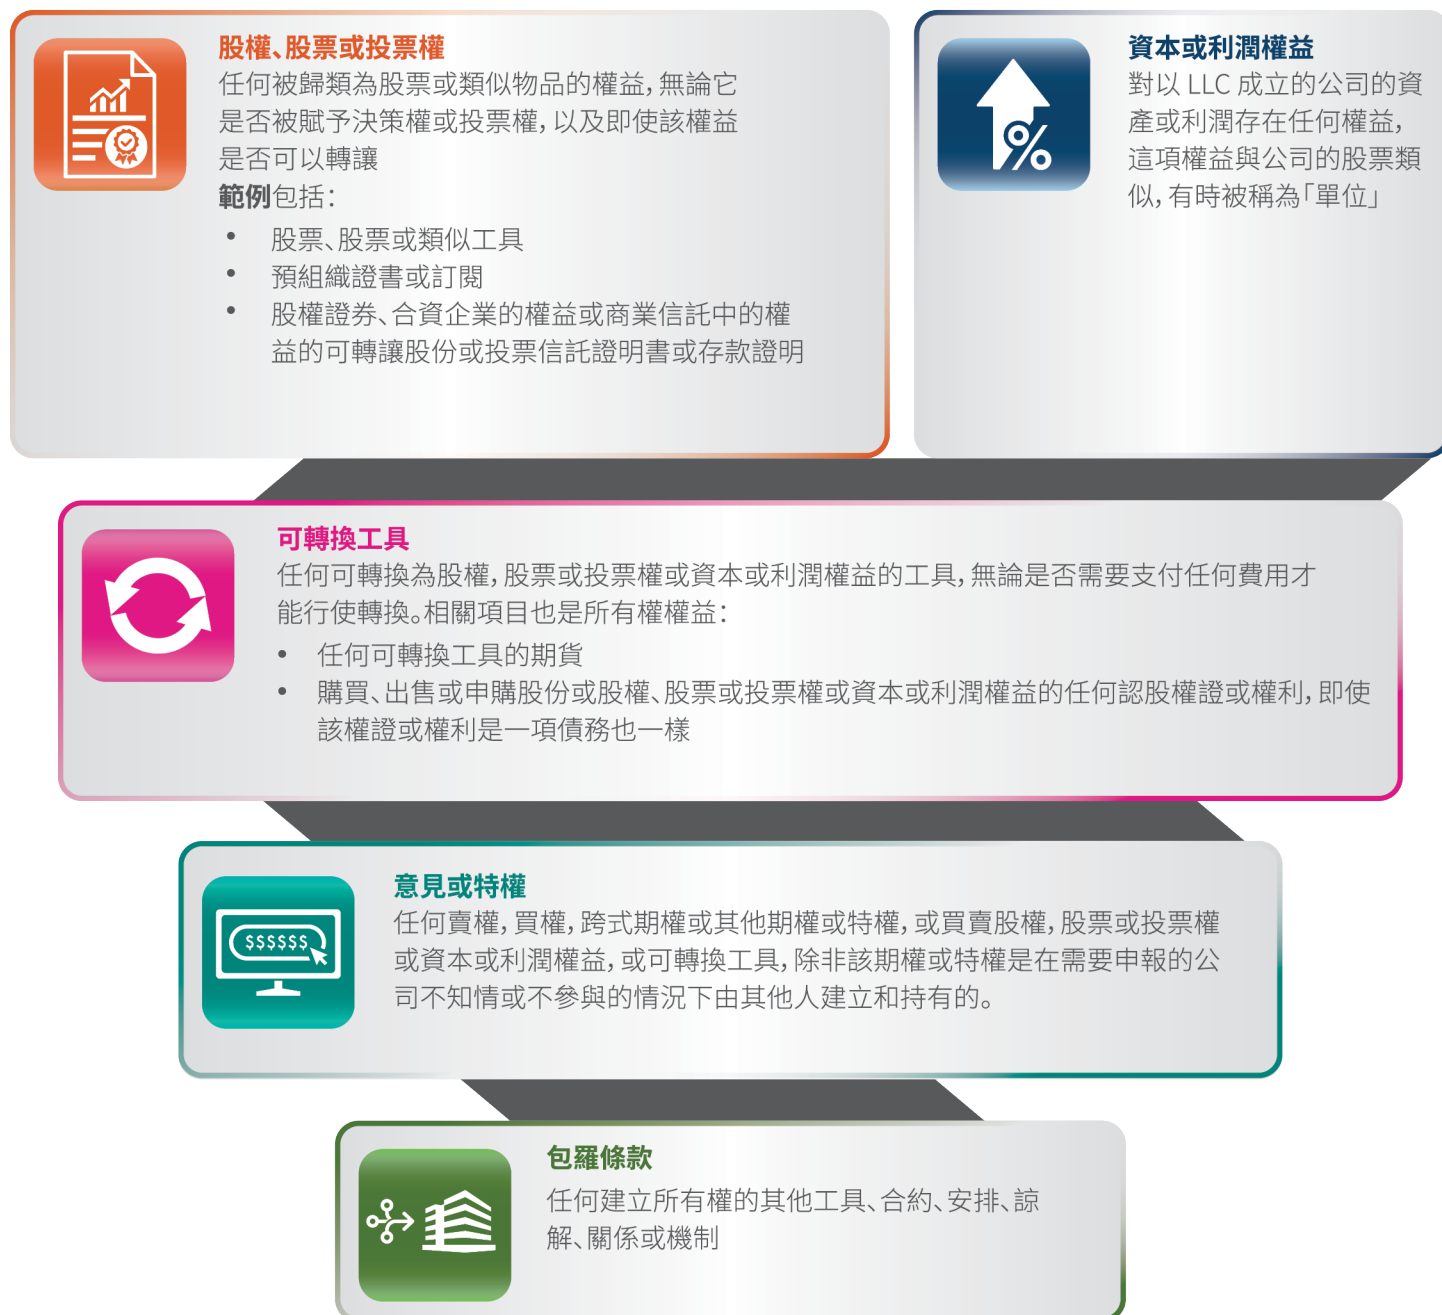 股權、股票或投票權
任何被歸類為股票或類似物品的權益，無論它
是否被賦予決策權或投票權，以及即使該權益
是否可以轉讓
範例包括：
• 股票、股票或類似工具
• 預組織證書或訂閱
• 股權證券、合資企業的權益或商業信託中的權
益的可轉讓股份或投票信託證明書或存款證明
資本或利潤權益
對以 LLC 成立的公司的資
產或利潤存在任何權益，
這項權益與公司的股票類
似，有時被稱為「單位」
可轉換工具
任何可轉換為股權，股票或投票權或資本或利潤權益的工具，無論是否需要支付任何費用才
能行使轉換。相關項目也是所有權權益：
• 任何可轉換工具的期貨
• 購買、出售或申購股份或股權、股票或投票權或資本或利潤權益的任何認股權證或權利，即使
該權證或權利是一項債務也一樣
$$$$$$
意見或特權
任何賣權，買權，跨式期權或其他期權或特權，或買賣股權，股票或投票權
或資本或利潤權益，或可轉換工具，除非該期權或特權是在需要申報的公
司不知情或不參與的情況下由其他人建立和持有的。
包羅條款
任何建立所有權的其他工具、合約、安排、諒
解、關係或機制